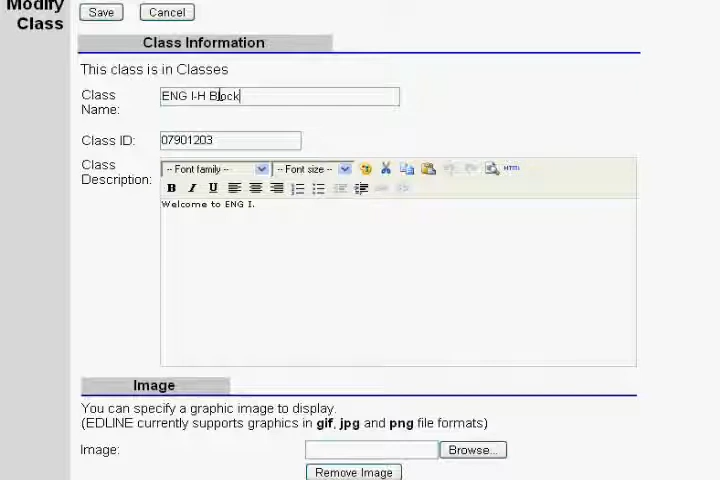 Modify
Class
Save
Cancel
Class Information
This class is in Classes
Class
Name:
ENG I-H Block
Class ID:
07901203
Class
Description:
-- Font family --
-- Font size --
HTML
B I U
Welcome to ENG I.
Image
You can specify a graphic image to display.
(EDLINE currently supports graphics in gif, jpg and png file formats)
Image:
Browse...
Remove Image